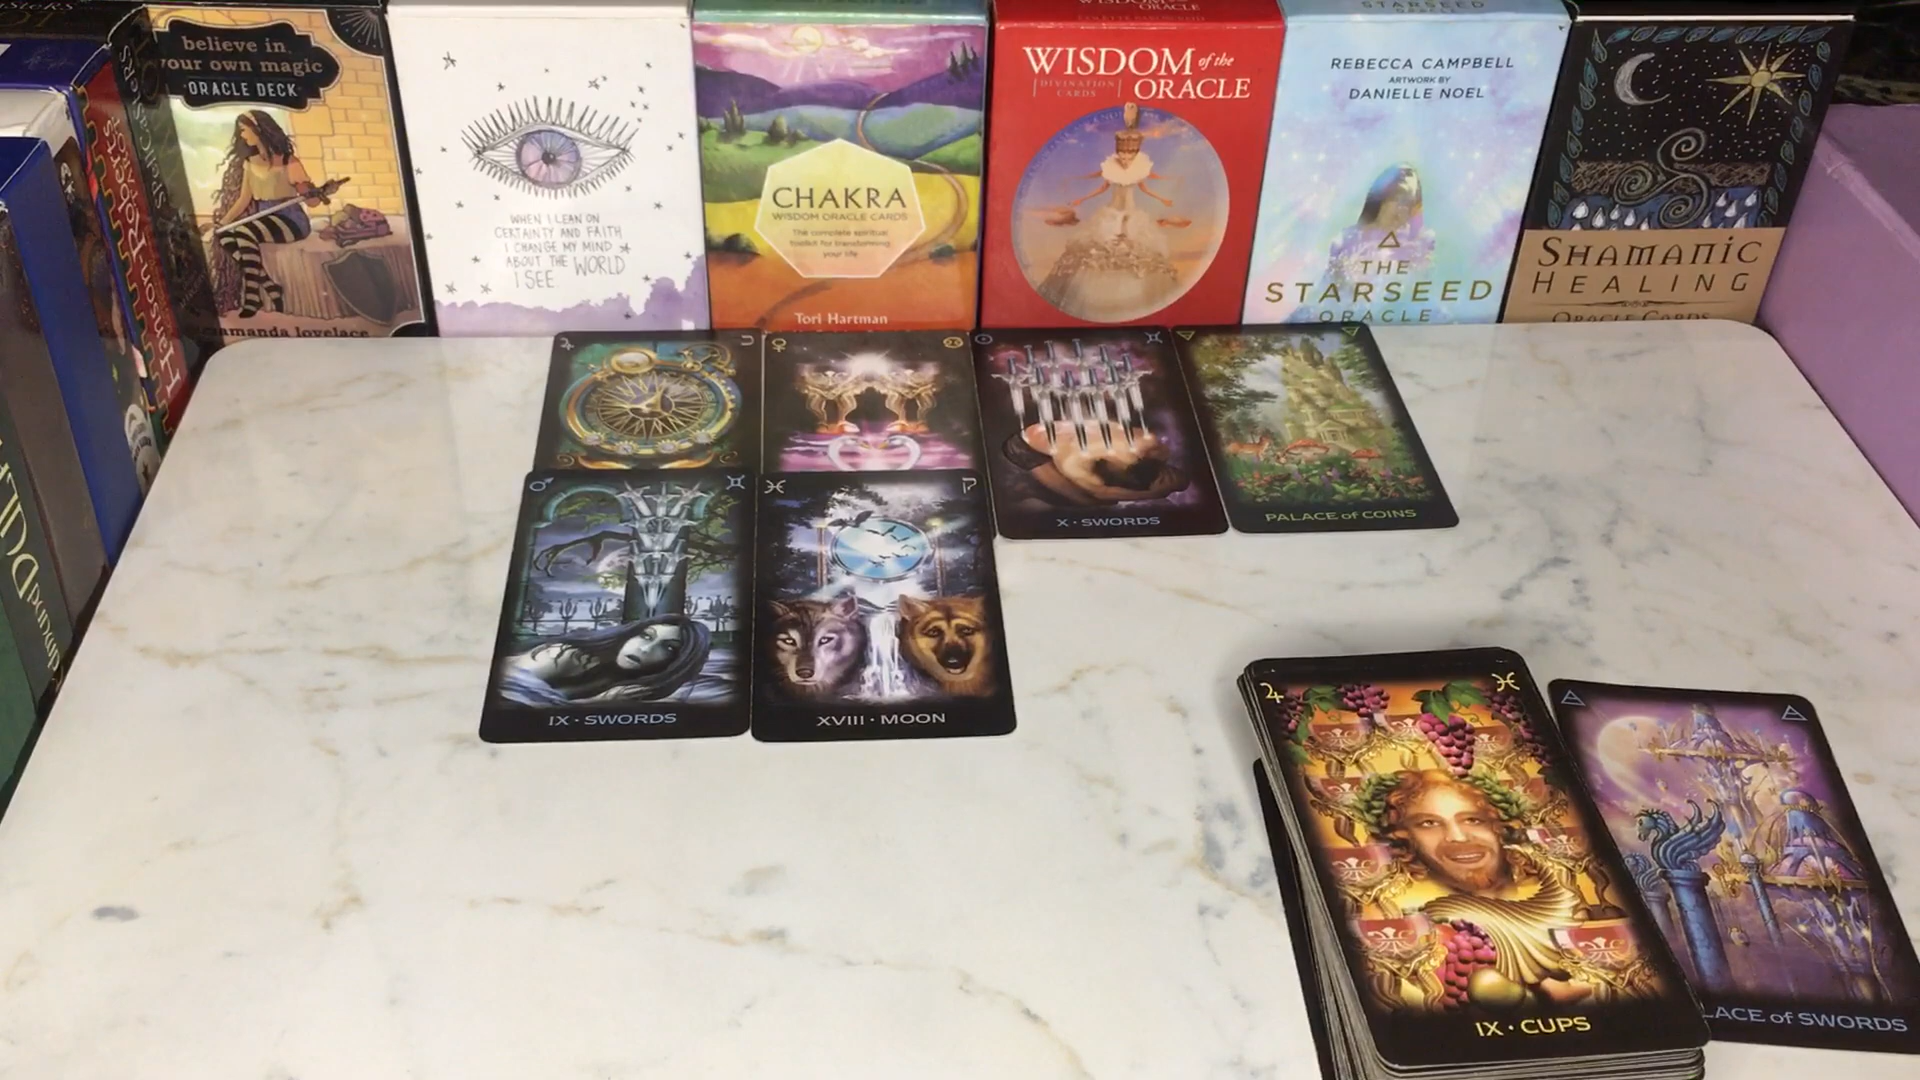 believe in
your own magic
ORACLE DECK
amanda lovelace
WHEN I LEAN ON
CERTAINTY AND FAITH
I CHANGE MY MIND
ABOUT THE WORLD
I SEE.
CHAKRA
WISDOM ORACLE CARDS
The complete spiritual
toolkit for transforming
your life
Tori Hartman
WISDOM of the
DIVINATION
CARDS
ORACLE
STARSEED
REBECCA CAMPBELL
ARTWORK BY
DANIELLE NOEL
THE
STARSEED
ORACLE
SHAMANIC
HEALING
ORACLE CARDS
X • SWORDS
PALACE of COINS
IX • SWORDS
XVIII • MOON
IX • CUPS
LACE of SWORDS